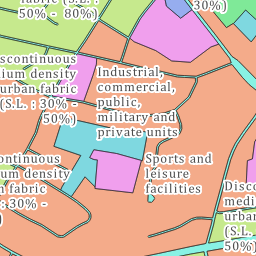 fabric (S.L. :
50% - 80%)
30%)
scontinuous
ium density
urban fabric
(S.L. : 30% -
50%)
Industrial,
commercial,
public,
military and
private units
ontinuous
um density
n fabric
: 30% -
)
Sports and
leisure
facilities
Disco
medi
urba
(S.L.
50%